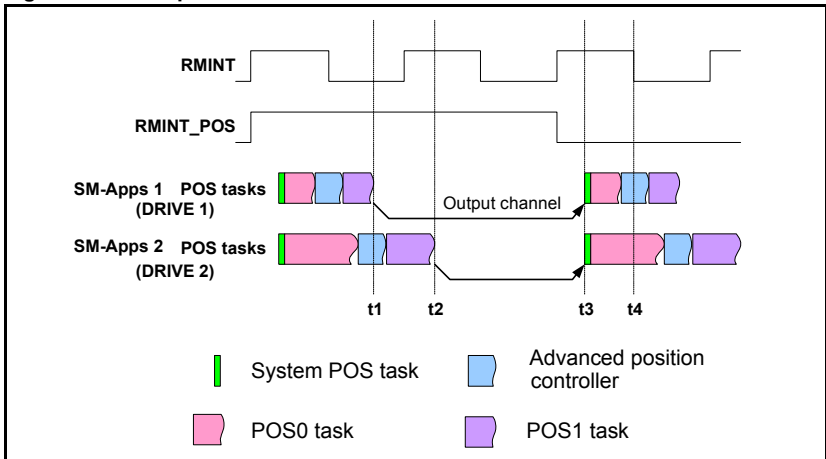 RMINT
RMINT_POS
SM-Apps 1 POS tasks
(DRIVE 1)
Output channel
SM-Apps 2 POS tasks
(DRIVE 2)
t1 t2 t3 t4
System POS task
Advanced position
controller
POS0 task
POS1 task